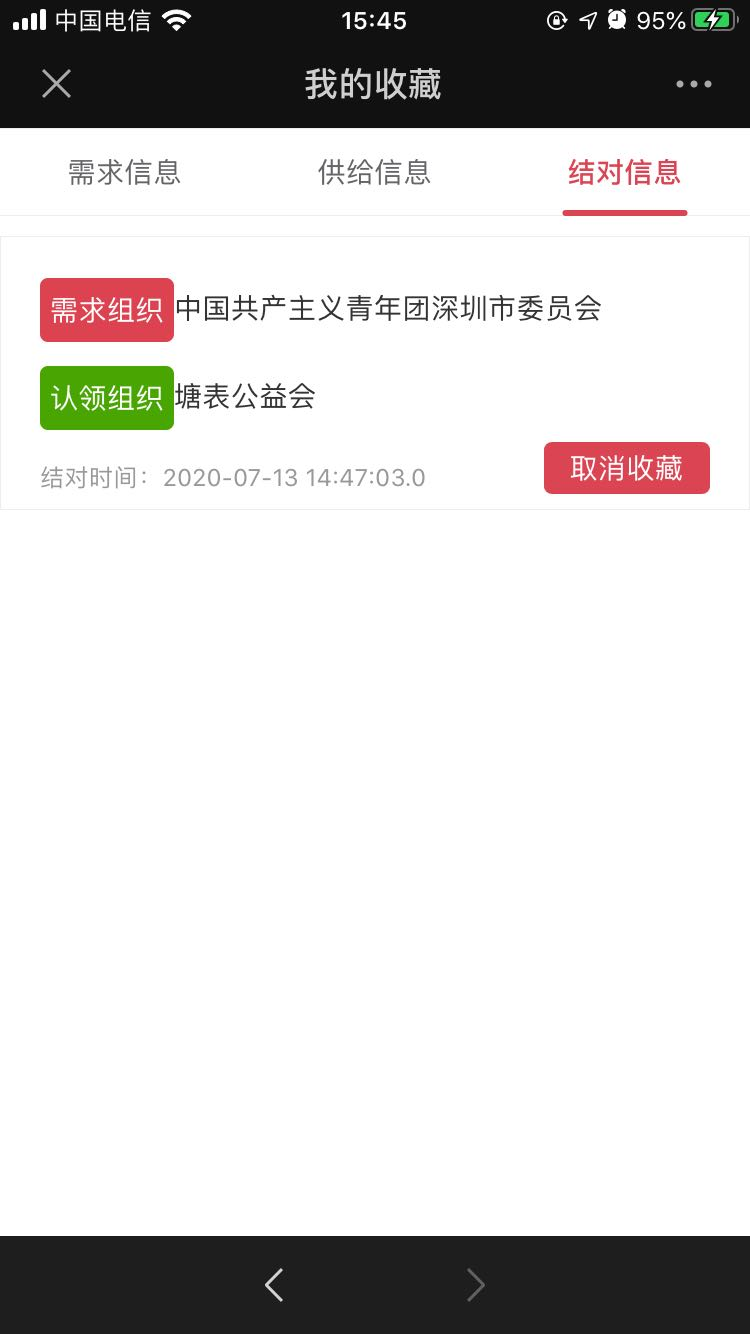 中国电信 15:45 95%
我的收藏
需求信息 供给信息 结对信息
需求组织 中国共产主义青年团深圳市委员会
认领组织 塘表公益会
结对时间：2020-07-13 14:47:03.0 取消收藏